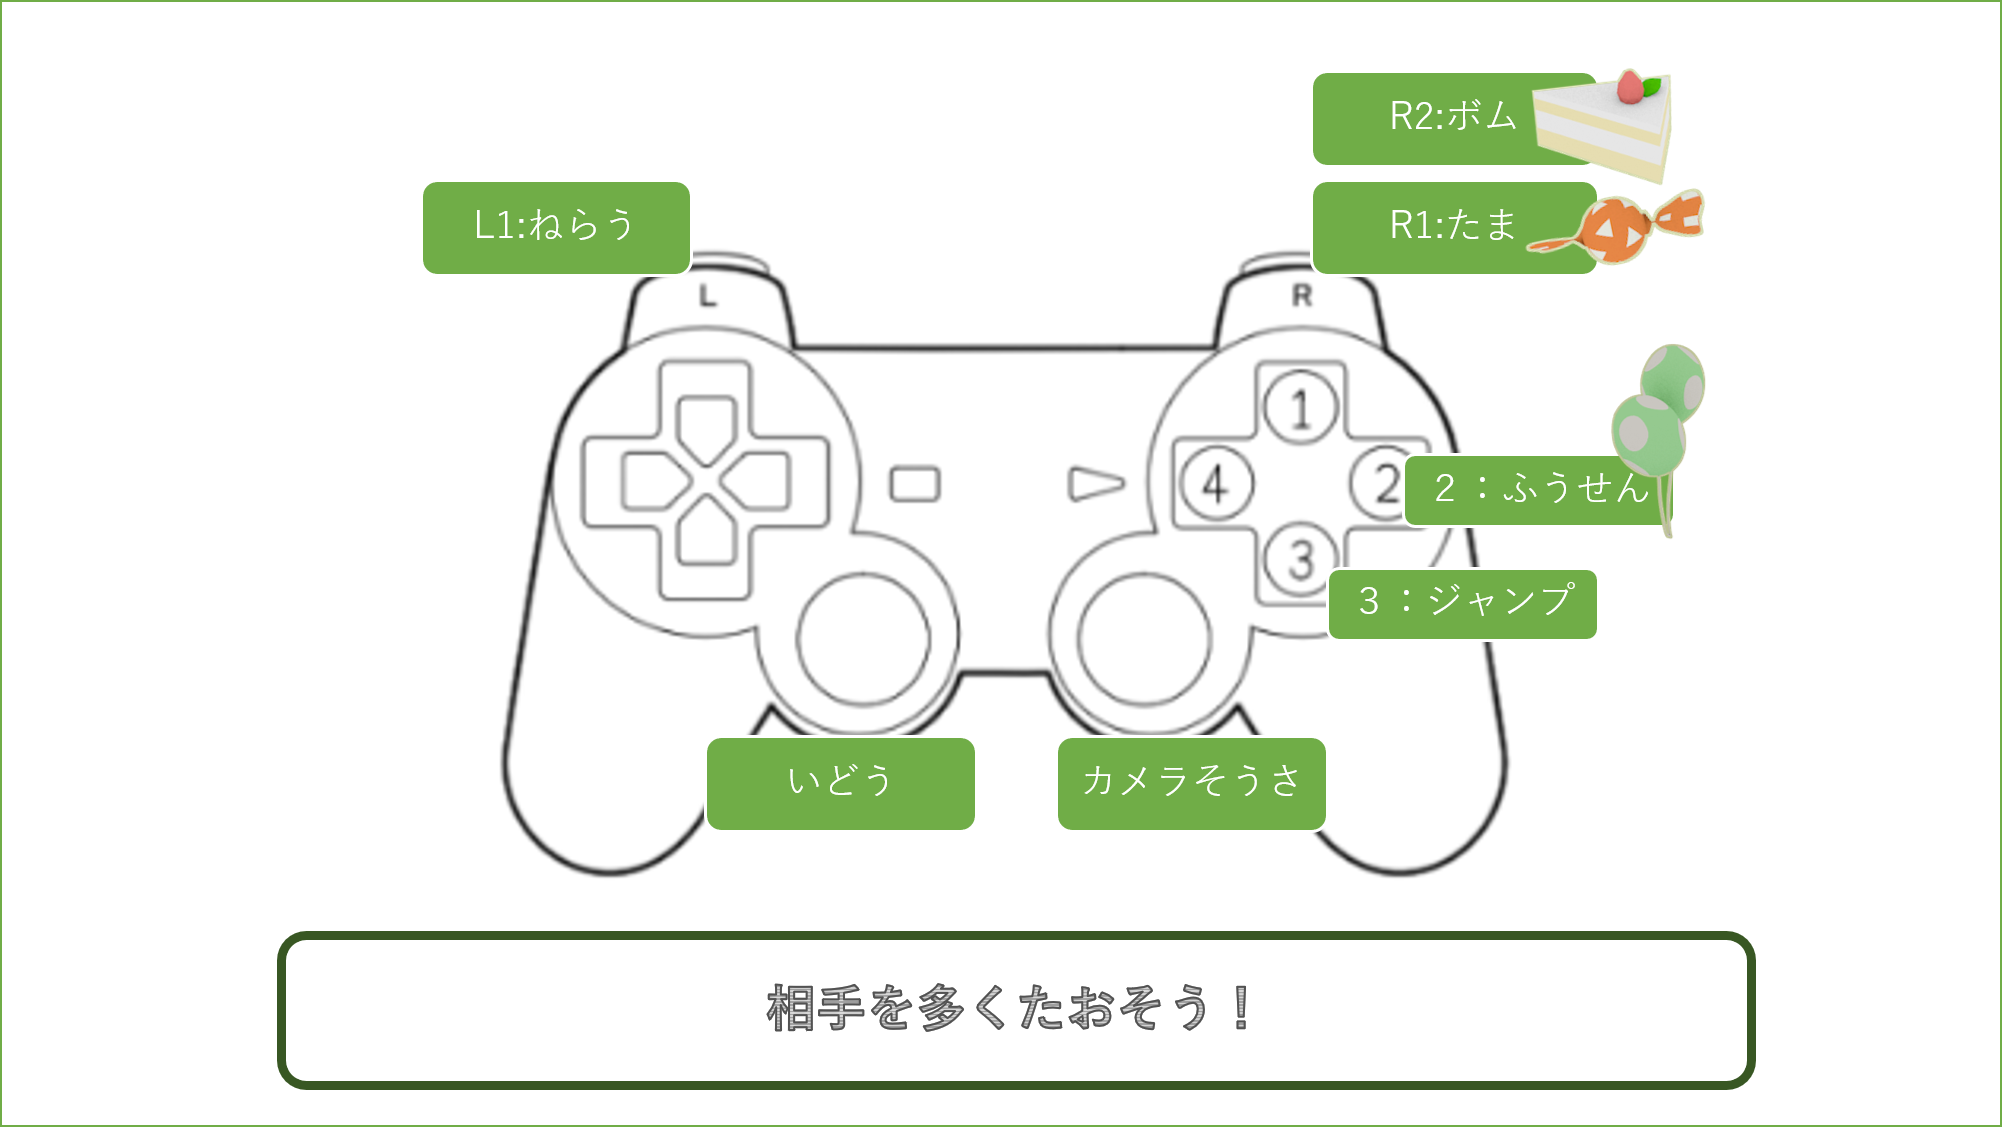 R2:ボム
L1:ねらう
R1:たま
L
R
1
4
2
2：ふうせん
3
3：ジャンプ
いどう
カメラそうさ
相手を多くたおそう！